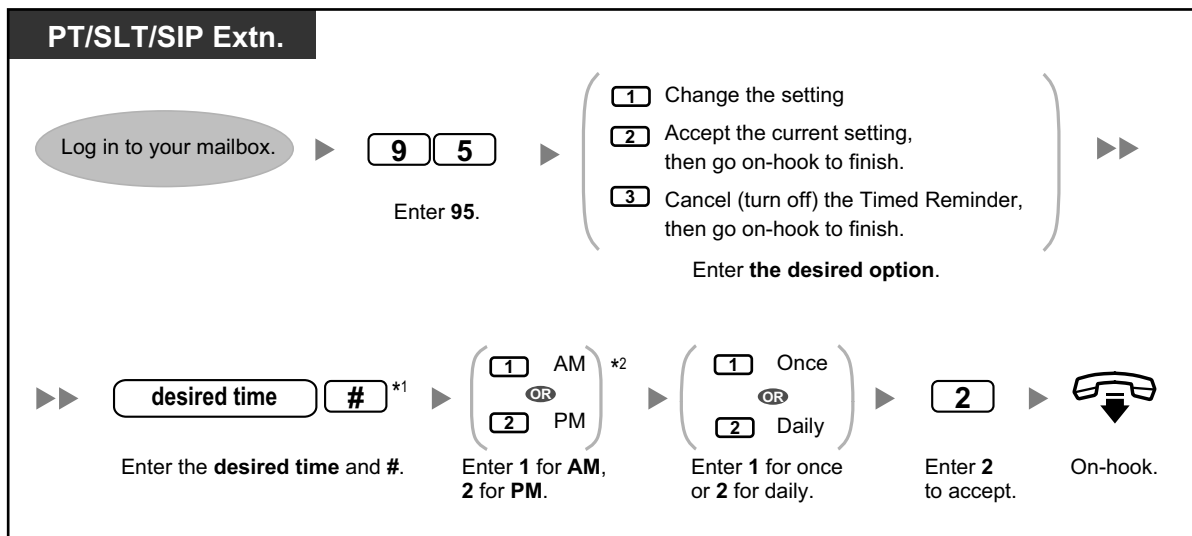 PT/SLT/SIP Extn.
Log in to your mailbox.
9 5
Enter 95.
1 Change the setting
2 Accept the current setting,
then go on-hook to finish.
3 Cancel (turn off) the Timed Reminder,
then go on-hook to finish.
Enter the desired option.
desired time # *1
Enter the desired time and #.
1 AM *2
OR
2 PM
Enter 1 for AM,
2 for PM.
1 Once
OR
2 Daily
Enter 1 for once
or 2 for daily.
2
Enter 2
to accept.
On-hook.